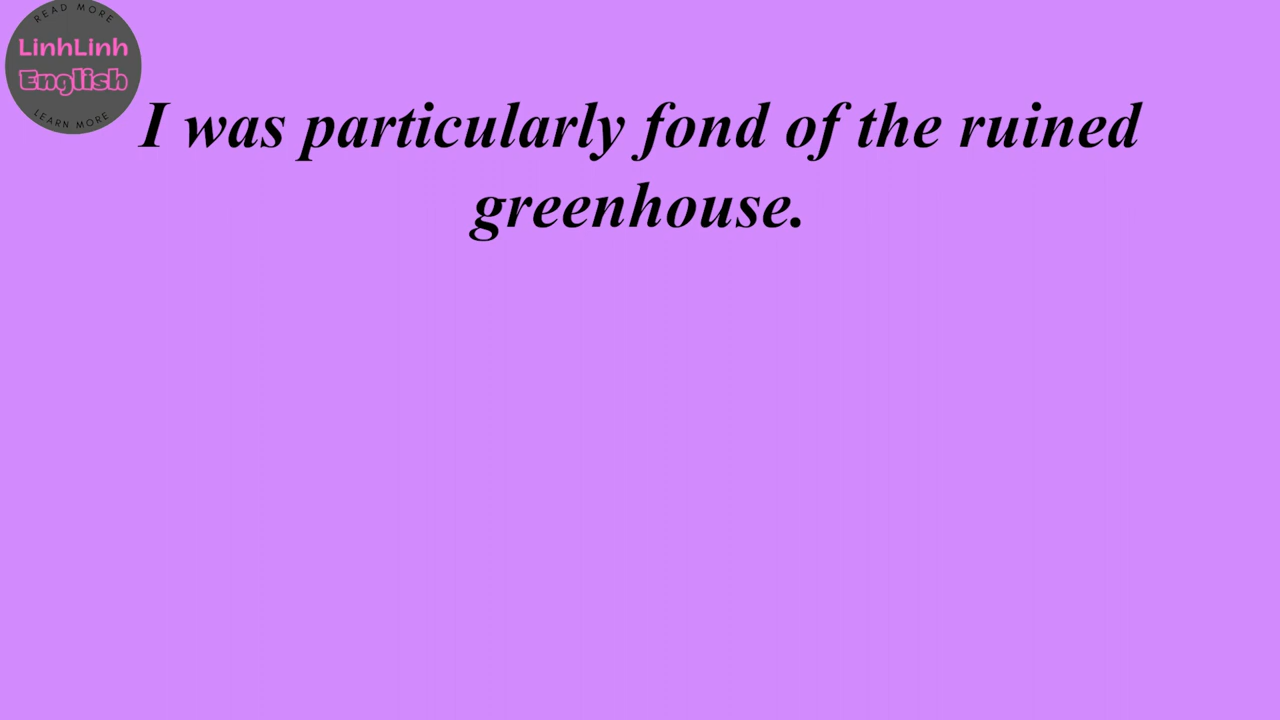 READ MORE
LinhLinh
English
LEARN MORE
I was particularly fond of the ruined
greenhouse.